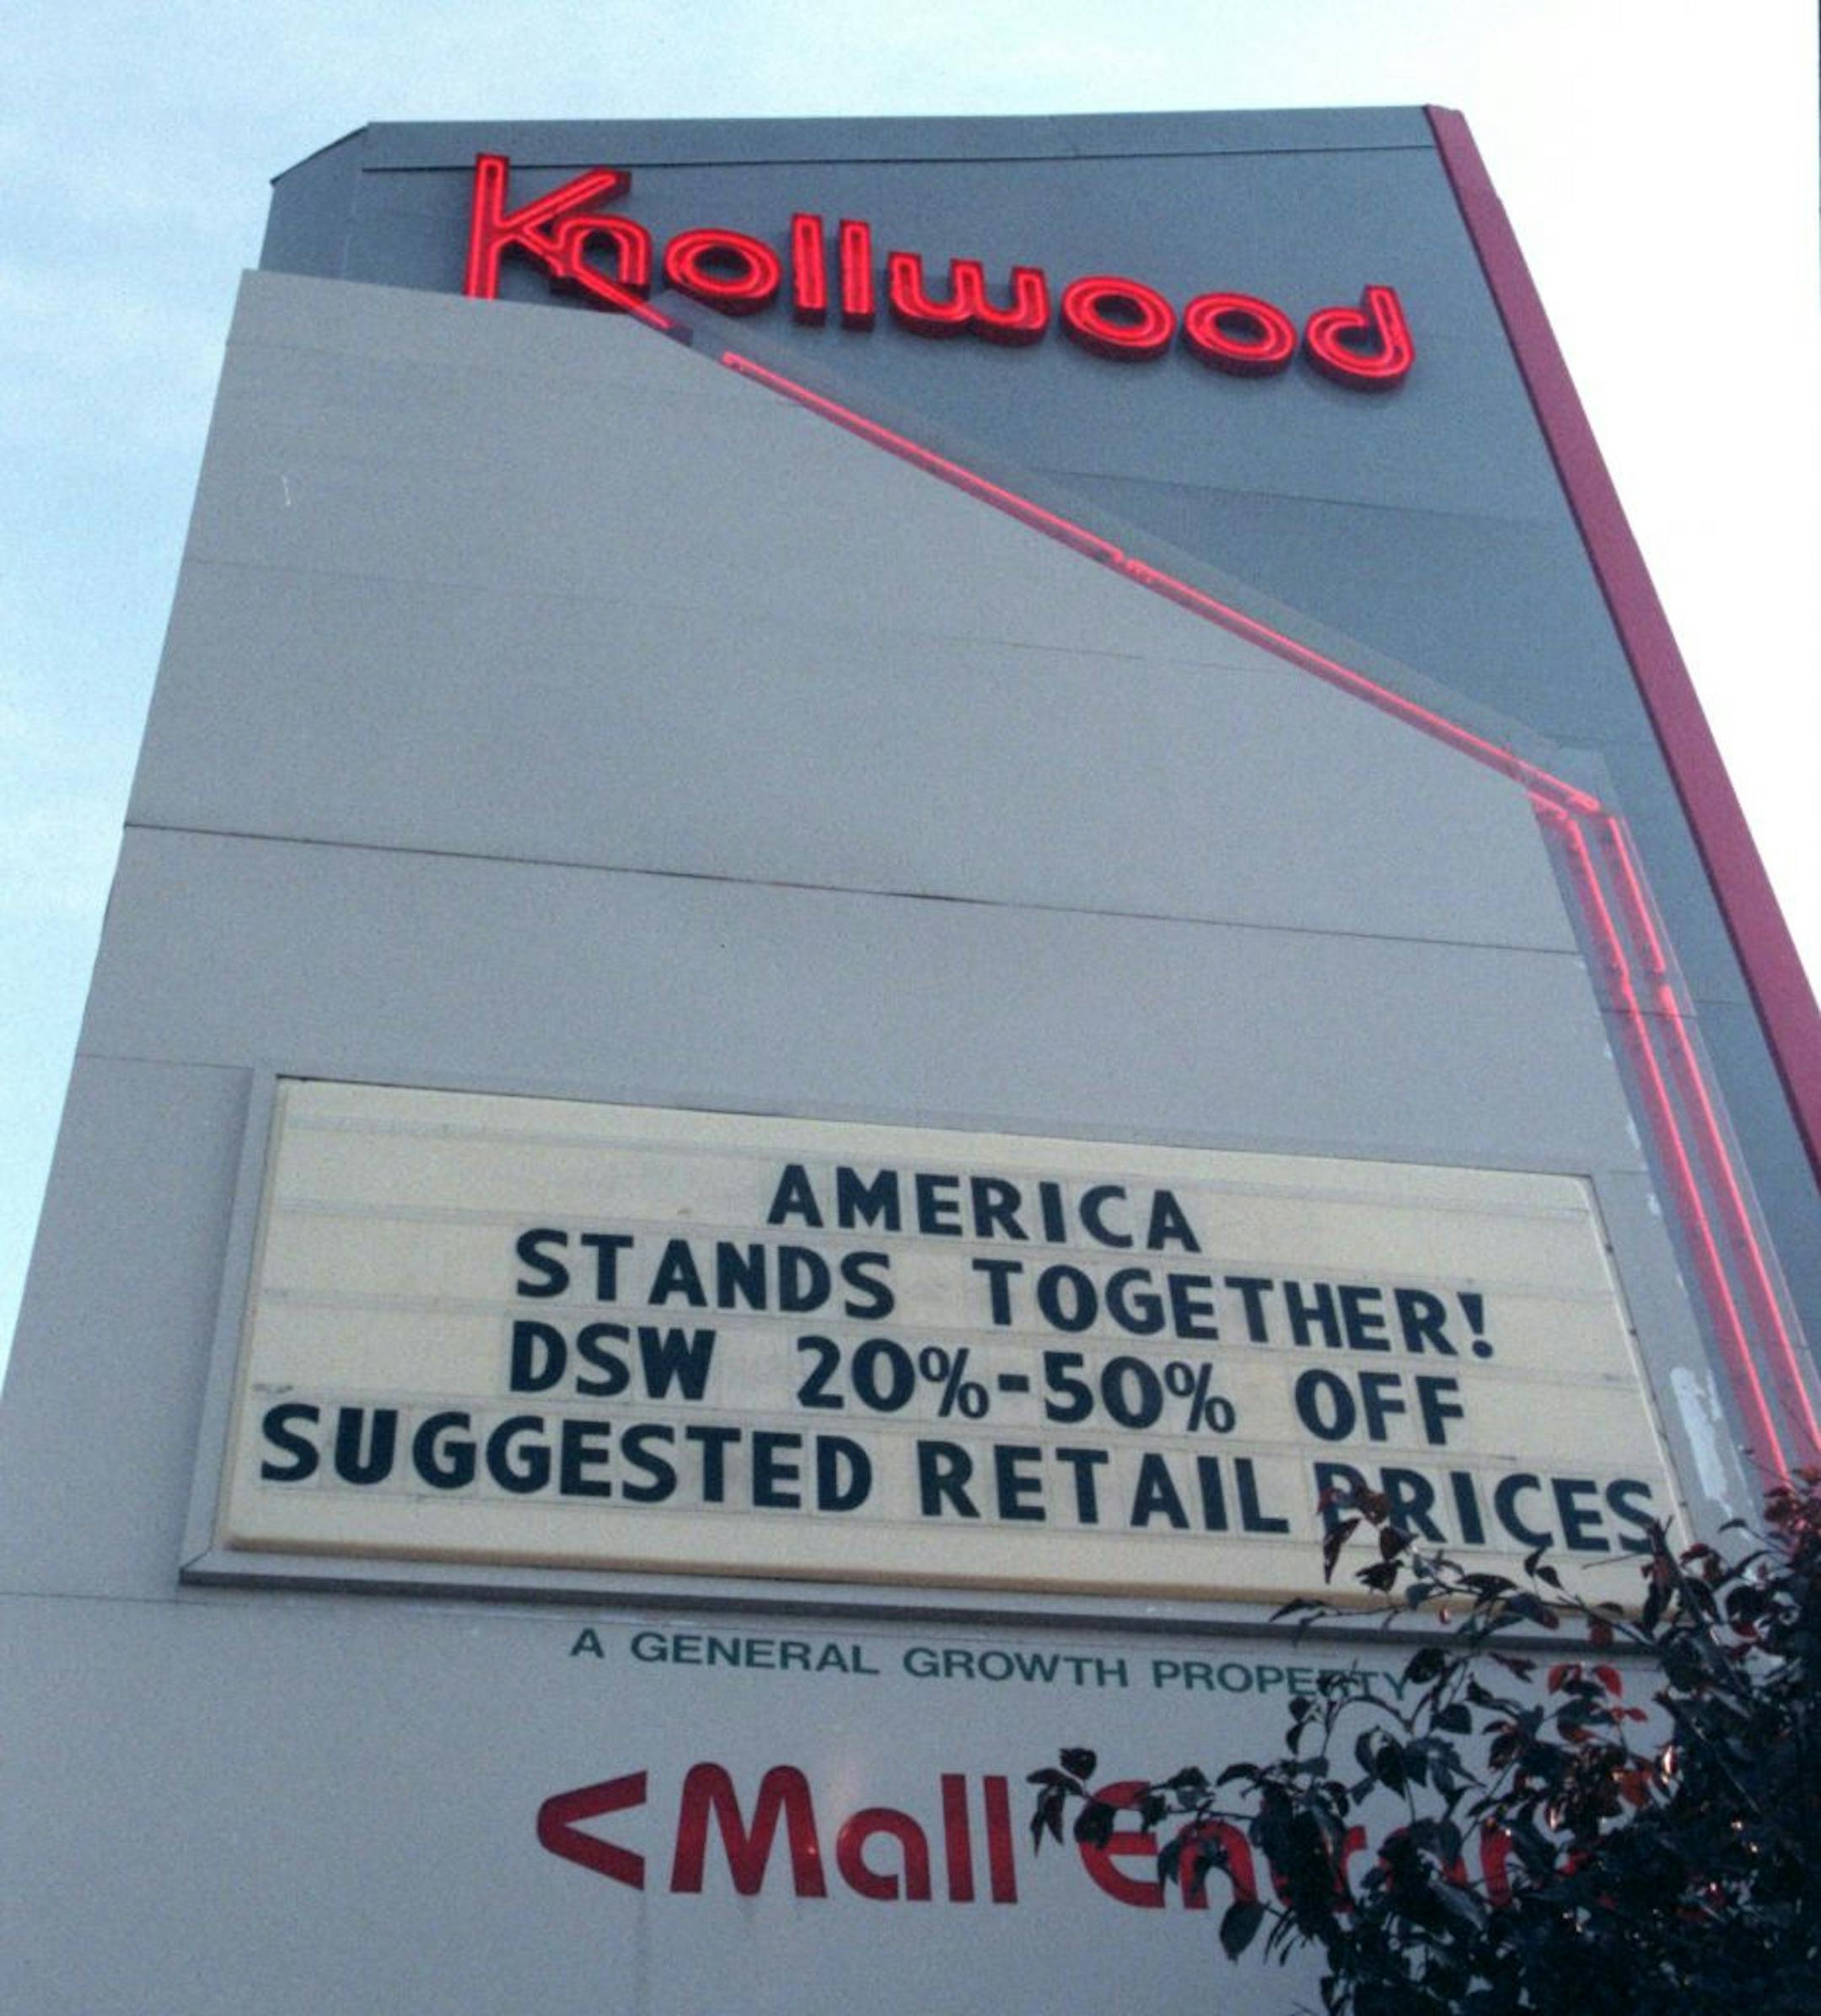 Knollwood
AMERICA
STANDS TOGETHER!
DSW 20%-50% OFF
SUGGESTED RETAIL PRICES
A GENERAL GROWTH PROPERTY
<Mall